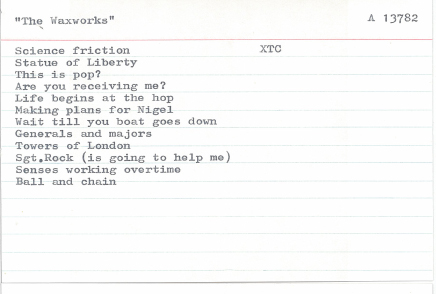 "The Waxworks" A 13782
Science friction XTC
Statue of Liberty
This is pop?
Are you receiving me?
Life begins at the hop
Making plans for Nigel
Wait till you boat goes down
Generals and majors
Towers of London
Sgt.Rock (is going to help me)
Senses working overtime
Ball and chain